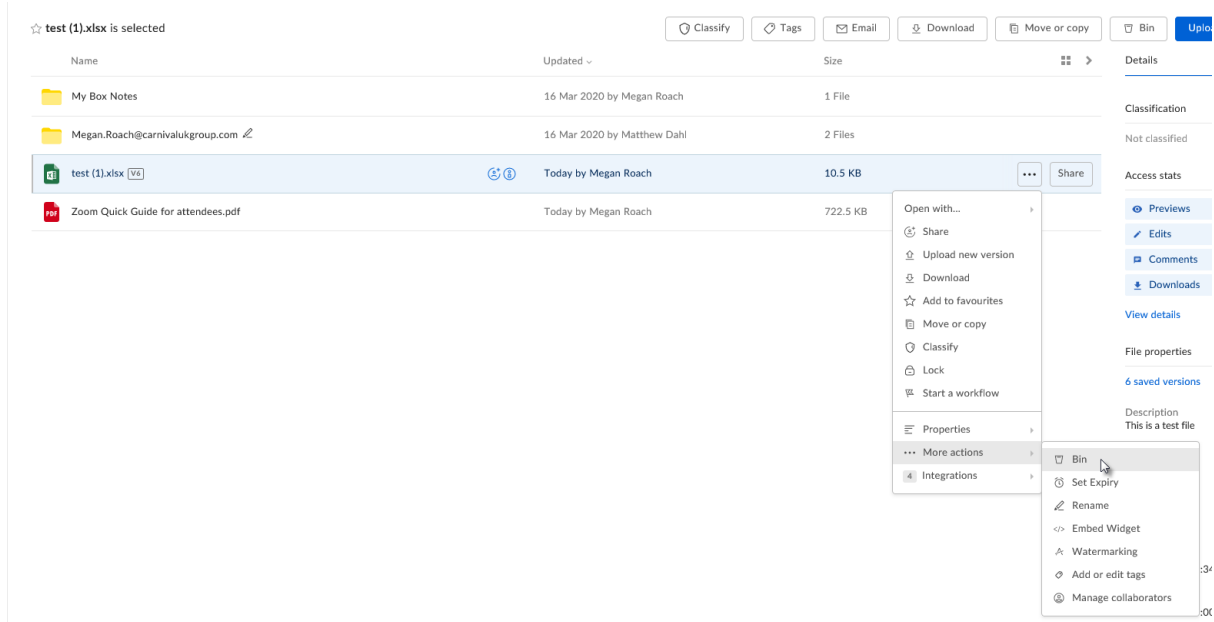 test (1).xlsx is selected
Classify
Tags
Email
Download
Move or copy
Bin
Name
Updated
Size
Details
My Box Notes
16 Mar 2020 by Megan Roach
1 File
Classification
Megan.Roach@carnivalukgroup.com
16 Mar 2020 by Matthew Dahl
2 Files
Not classified
test (1).xlsx V6
Today by Megan Roach
10.5 KB
Share
Access stats
PDF
Zoom Quick Guide for attendees.pdf
Today by Megan Roach
722.5 KB
Open with...
Share
Upload new version
Download
Add to favourites
Move or copy
Classify
Lock
Start a workflow
Properties
More actions
4 Integrations
Previews
Edits
Comments
Downloads
View details
File properties
6 saved versions
Description
This is a test file
Bin
Set Expiry
Rename
Embed Widget
Watermarking
Add or edit tags
Manage collaborators